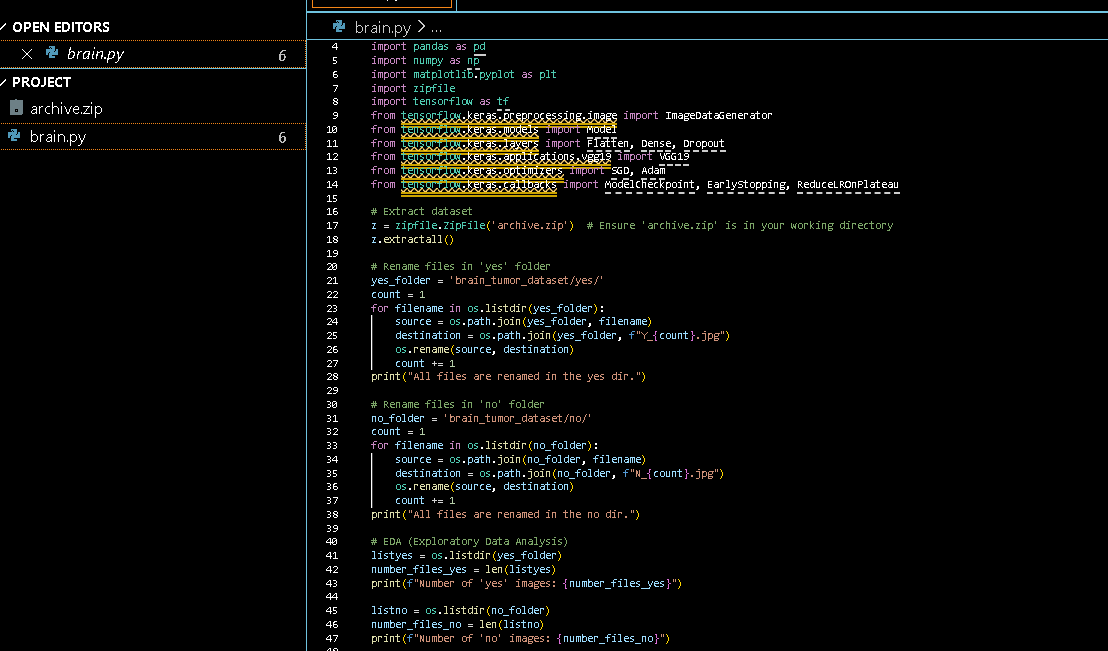 OPEN EDITORS
brain.py 6
PROJECT
archive.zip
brain.py 6
brain.py > ...
4 import pandas as pd
5 import numpy as np
6 import matplotlib.pyplot as plt
7 import zipfile
8 import tensorflow as tf
9 from tensorflow.keras.preprocessing.image import ImageDataGenerator
10 from tensorflow.keras.models import Model
11 from tensorflow.keras.layers import Flatten, Dense, Dropout
12 from tensorflow.keras.applications.vgg19 import VGG19
13 from tensorflow.keras.optimizers import SGD, Adam
14 from tensorflow.keras.callbacks import ModelCheckpoint, EarlyStopping, ReduceLROnPlateau
15
16 # Extract dataset
17 z = zipfile.ZipFile('archive.zip')  # Ensure 'archive.zip' is in your working directory
18 z.extractall()
19
20 # Rename files in 'yes' folder
21 yes_folder = 'brain_tumor_dataset/yes/'
22 count = 1
23 for filename in os.listdir(yes_folder):
24     source = os.path.join(yes_folder, filename)
25     destination = os.path.join(yes_folder, f"Y_{count}.jpg")
26     os.rename(source, destination)
27     count += 1
28 print("All files are renamed in the yes dir.")
29
30 # Rename files in 'no' folder
31 no_folder = 'brain_tumor_dataset/no/'
32 count = 1
33 for filename in os.listdir(no_folder):
34     source = os.path.join(no_folder, filename)
35     destination = os.path.join(no_folder, f"N_{count}.jpg")
36     os.rename(source, destination)
37     count += 1
38 print("All files are renamed in the no dir.")
39
40 # EDA (Exploratory Data Analysis)
41 listyes = os.listdir(yes_folder)
42 number_files_yes = len(listyes)
43 print(f"Number of 'yes' images: {number_files_yes}")
44
45 listno = os.listdir(no_folder)
46 number_files_no = len(listno)
47 print(f"Number of 'no' images: {number_files_no}")